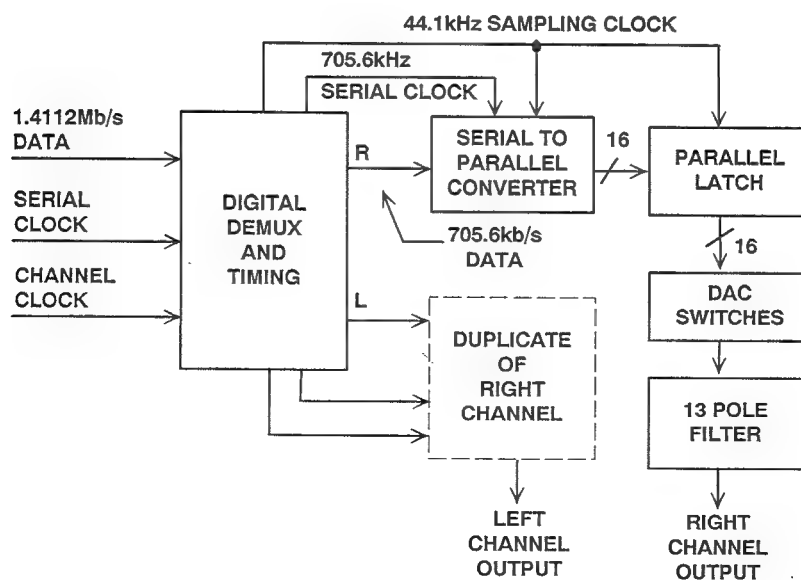 44.1kHz SAMPLING CLOCK
705.6kHz
SERIAL CLOCK
1.4112Mb/s
DATA
SERIAL
CLOCK
CHANNEL
CLOCK
DIGITAL
DEMUX
AND
TIMING
R
SERIAL TO
PARALLEL
CONVERTER
16
PARALLEL
LATCH
705.6kb/s
DATA
16
L
DUPLICATE
OF
RIGHT
CHANNEL
DAC
SWITCHES
13 POLE
FILTER
LEFT
CHANNEL
OUTPUT
RIGHT
CHANNEL
OUTPUT